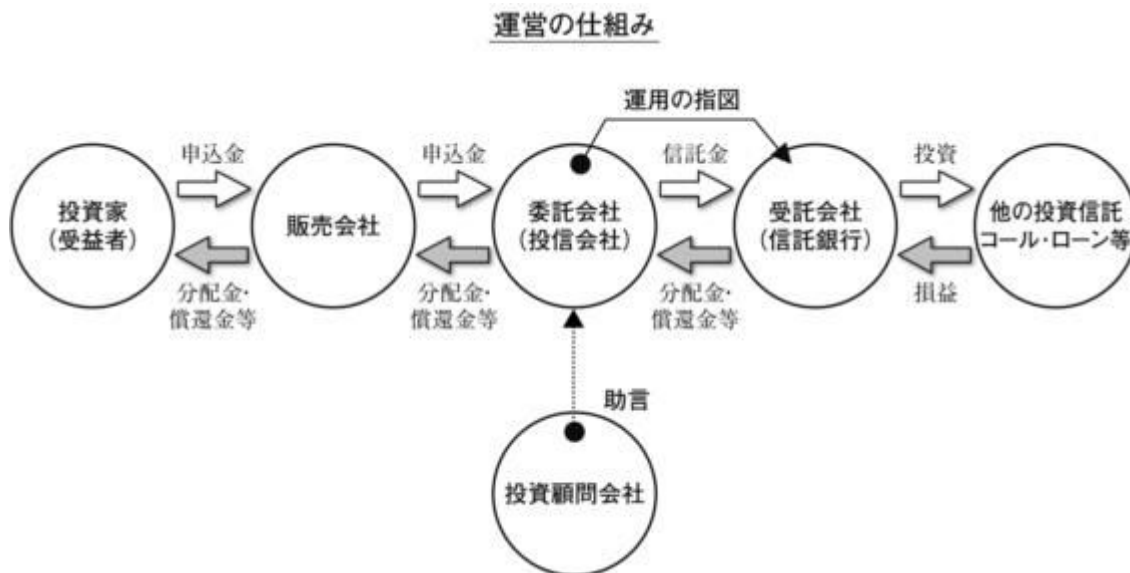 運営の仕組み
運用の指図
申込金
申込金
信託金
投資
投資家
(受益者)
販売会社
委託会社
(投信会社)
受託会社
(信託銀行)
他の投資信託
コール・ローン等
分配金・
償還金等
分配金・
償還金等
分配金・
償還金等
損益
助言
投資顧問会社